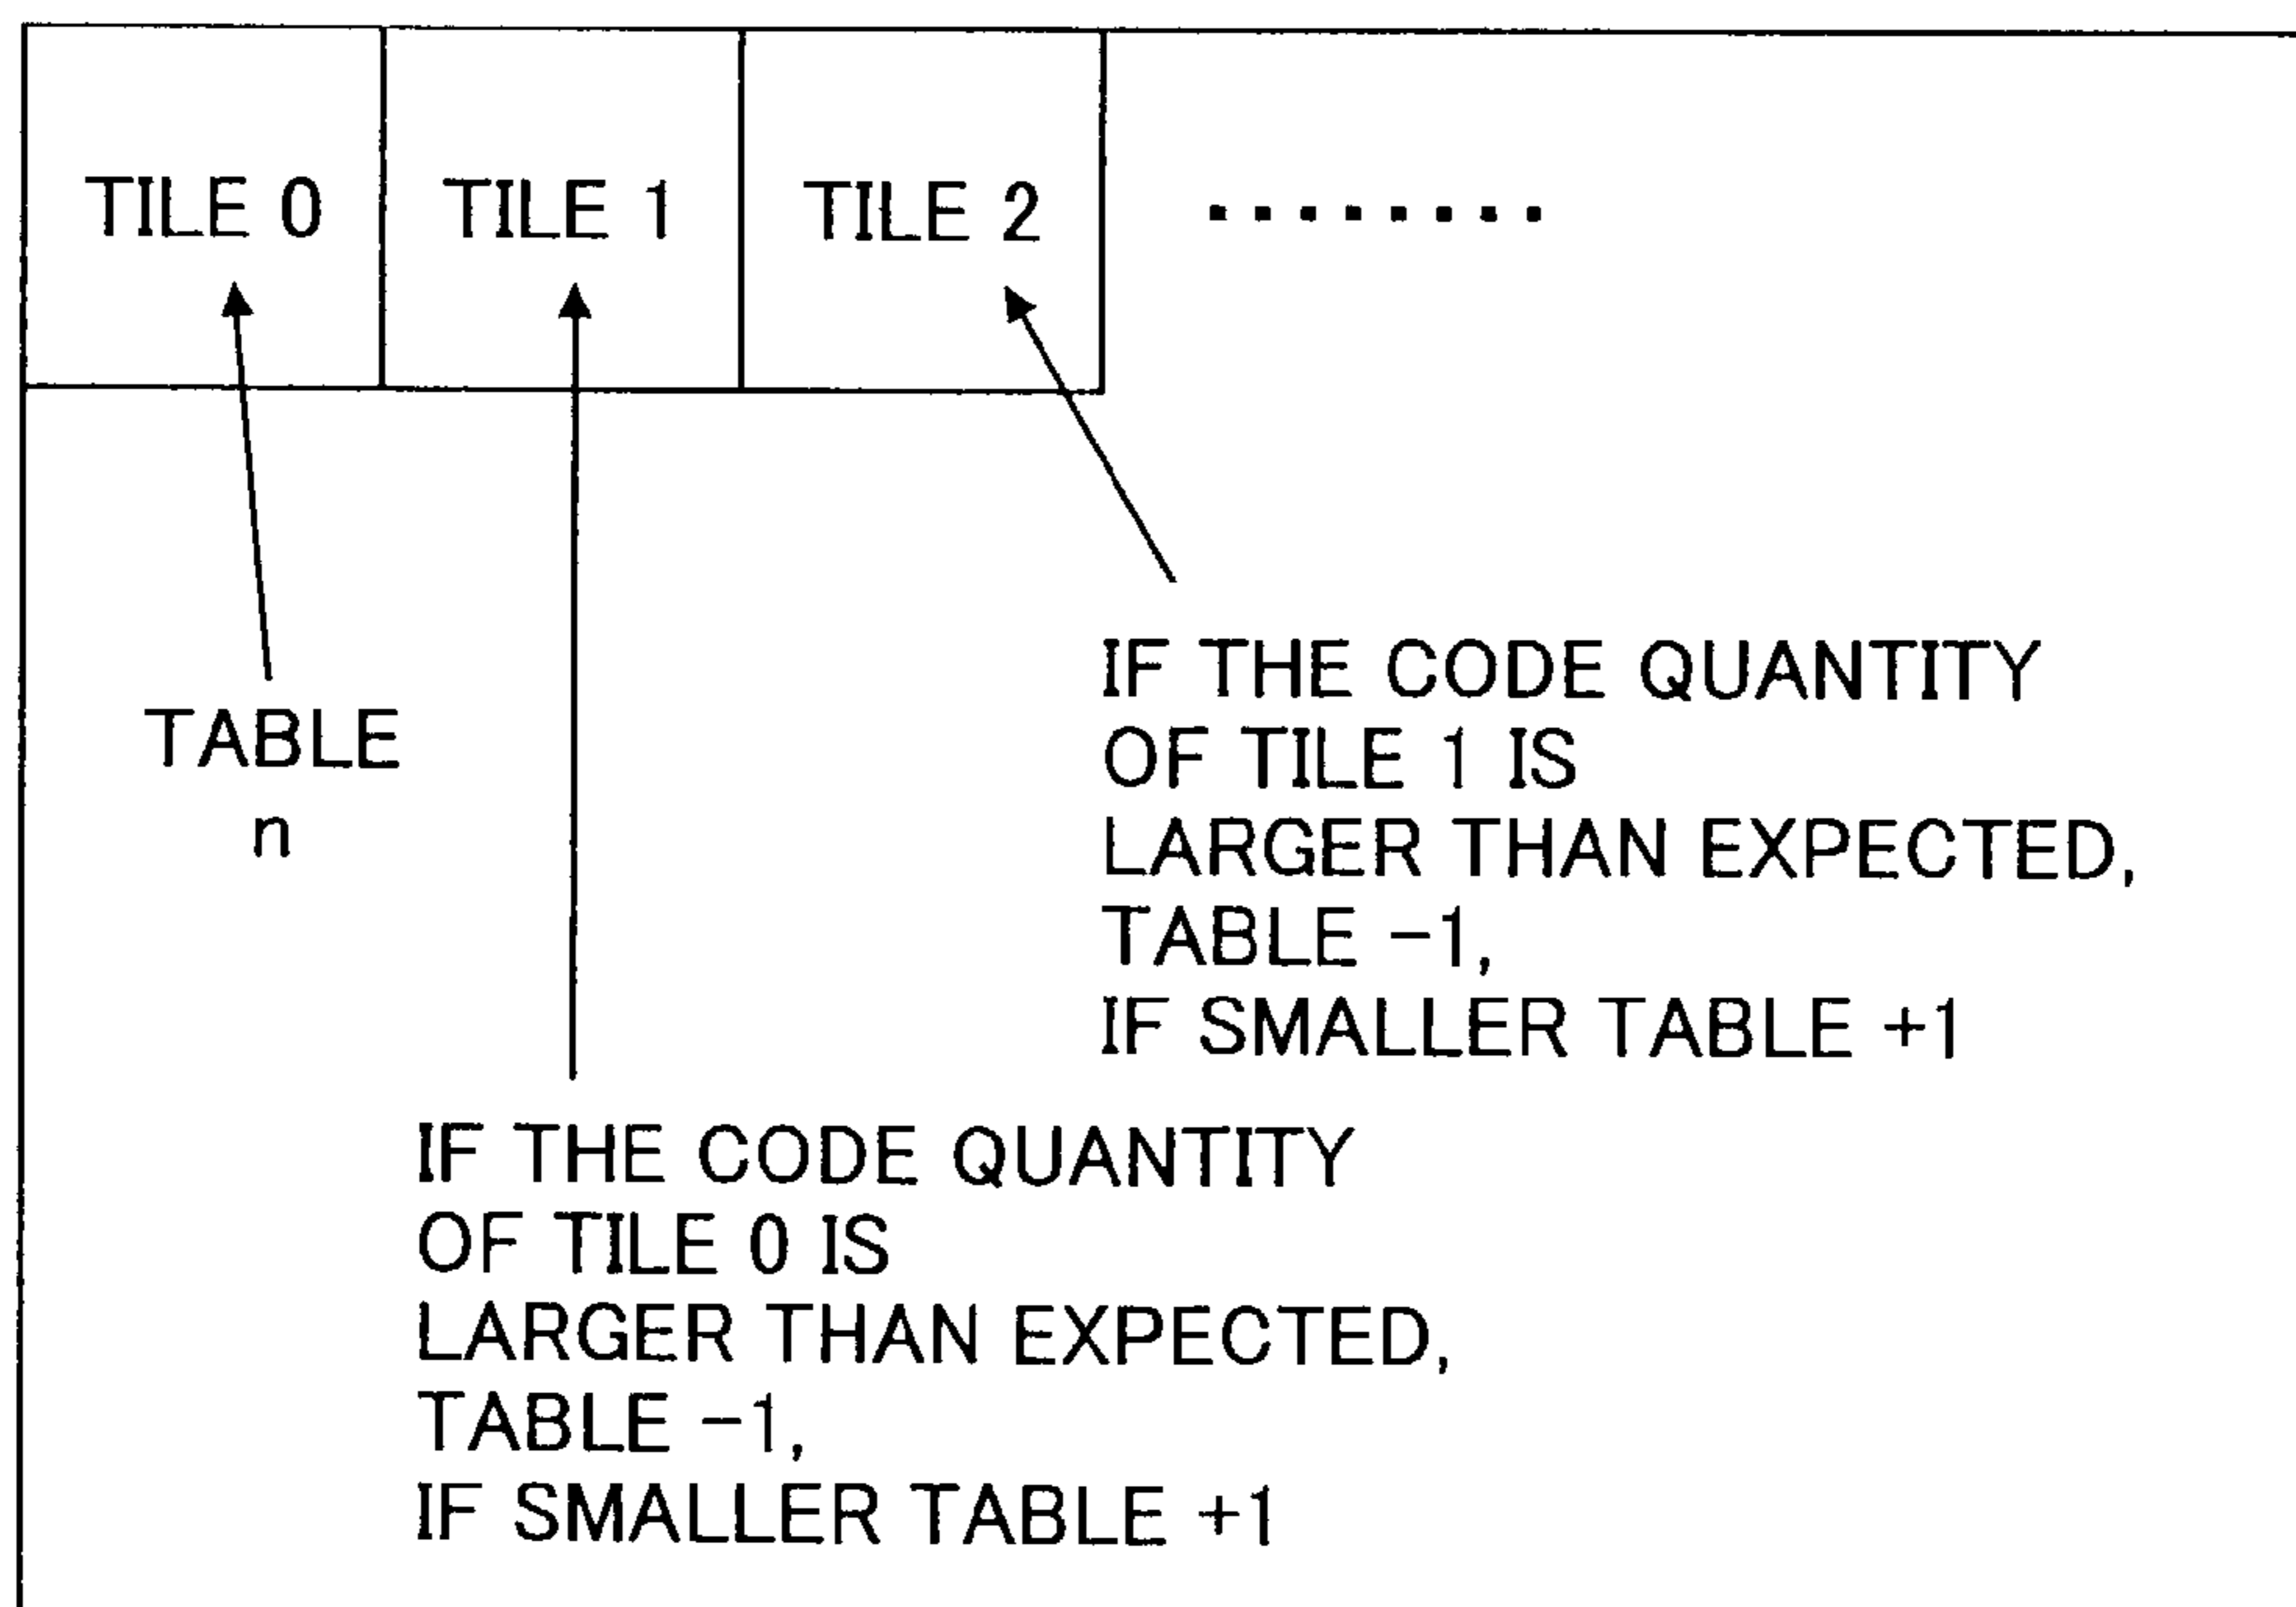 TILE 0
TILE 1
TILE 2
········
TABLE
n
IF THE CODE QUANTITY
OF TILE 1 IS
LARGER THAN EXPECTED,
TABLE -1,
IF SMALLER TABLE +1
IF THE CODE QUANTITY
OF TILE 0 IS
LARGER THAN EXPECTED,
TABLE -1,
IF SMALLER TABLE +1